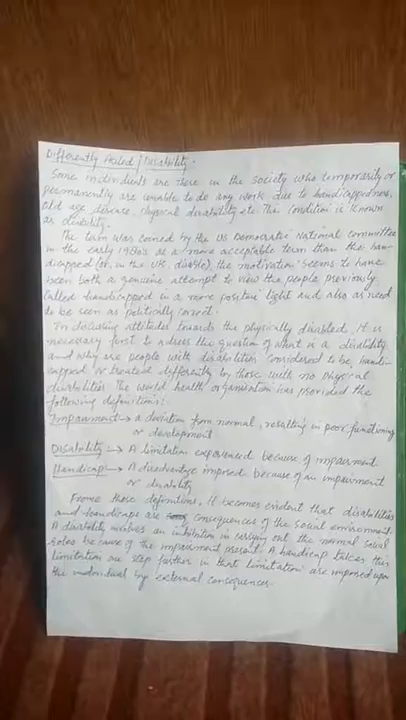 Differently Abled / Disability -
Some individuals are there in the society who temporarily or
permanently are unable to do any work due to handicappedness,
old age, disease, physical disability etc. The condition is known
as disability.
The term was coined by the US Democratic National Committee
in the early 1980s as a more acceptable term than the han-
dicapped (or, in the UK, disable), the motivation seems to have
been both a genuine attempt to view the people previously
called handicapped in a more positive light and also as need
to be seen as politically correct.
In discussing attitudes towards the physically disabled, it is
necessary first to adress the question of what is a disability
and why are people with disabilities considered to be handi-
capped or treated differently by those with no physical
disabilities. The world health organisation has provided the
following definitions:
Impairment → a deviation from normal, resulting in poor functioning
or development
Disability → A limitation experienced because of impairment.
Handicap → A disadvantage imposed because of an impairment
or disability
From these definitions, it becomes evident that disabilities
and handicaps are consequences of the social environment.
A disability involves an inhibition in carrying out the normal social
roles because of the impairment present. A handicap takes this
limitation one step further in that limitation are imposed upon
the individual by external consequences.